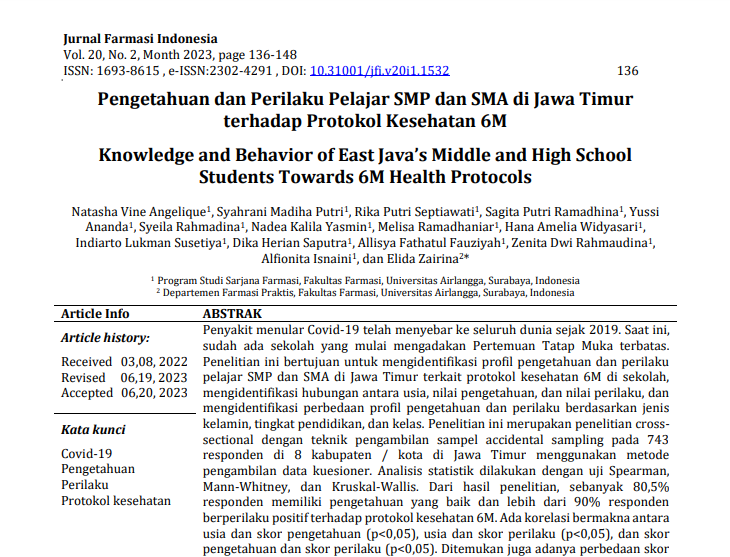 Jurnal Farmasi Indonesia
Vol. 20, No. 2, Month 2023, page 136-148
ISSN: 1693-8615 , e-ISSN:2302-4291 , DOI: 10.31001/jfi.v20i1.1532 136
Pengetahuan dan Perilaku Pelajar SMP dan SMA di Jawa Timur
terhadap Protokol Kesehatan 6M
Knowledge and Behavior of East Java’s Middle and High School
Students Towards 6M Health Protocols
Natasha Vine Angelique¹, Syahrani Madiha Putri¹, Rika Putri Septiawati¹, Sagita Putri Ramadhina¹, Yussi
Ananda¹, Syeila Rahmadina¹, Nadea Kalila Yasmin¹, Melisa Ramadhaniar¹, Hana Amelia Widyasari¹,
Indiarto Lukman Susetiya¹, Dika Herian Saputra¹, Allisya Fathatul Fauziyah¹, Zenita Dwi Rahmaudina¹,
Alfionita Isnaini¹, dan Elida Zairina²*
¹ Program Studi Sarjana Farmasi, Fakultas Farmasi, Universitas Airlangga, Surabaya, Indonesia
² Departemen Farmasi Praktis, Fakultas Farmasi, Universitas Airlangga, Surabaya, Indonesia
Article Info
Article history:
Received 03,08, 2022
Revised 06,19, 2023
Accepted 06,20, 2023
Kata kunci
Covid-19
Pengetahuan
Perilaku
Protokol kesehatan
ABSTRAK
Penyakit menular Covid-19 telah menyebar ke seluruh dunia sejak 2019. Saat ini,
sudah ada sekolah yang mulai mengadakan Pertemuan Tatap Muka terbatas.
Penelitian ini bertujuan untuk mengidentifikasi profil pengetahuan dan perilaku
pelajar SMP dan SMA di Jawa Timur terkait protokol kesehatan 6M di sekolah,
mengidentifikasi hubungan antara usia, nilai pengetahuan, dan nilai perilaku, dan
mengidentifikasi perbedaan profil pengetahuan dan perilaku berdasarkan jenis
kelamin, tingkat pendidikan, dan kelas. Penelitian ini merupakan penelitian cross-
sectional dengan teknik pengambilan sampel accidental sampling pada 743
responden di 8 kabupaten / kota di Jawa Timur menggunakan metode
pengambilan data kuesioner. Analisis statistik dilakukan dengan uji Spearman,
Mann-Whitney, dan Kruskal-Wallis. Dari hasil penelitian, sebanyak 80,5%
responden memiliki pengetahuan yang baik dan lebih dari 90% responden
berperilaku positif terhadap protokol kesehatan 6M. Ada korelasi bermakna antara
usia dan skor pengetahuan (p<0,05), usia dan skor perilaku (p<0,05), dan skor
pengetahuan dan skor perilaku (p<0,05). Ditemukan juga adanya perbedaan skor